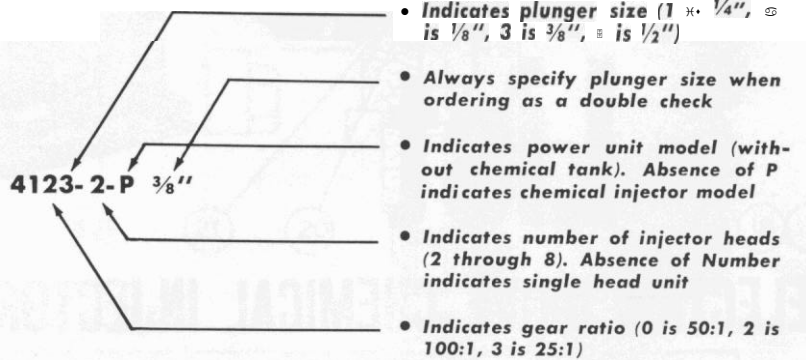 • Indicates plunger size (1 ¼",
is ⅛", 3 is ⅜", is ½")
• Always specify plunger size when
ordering as a double check
• Indicates power unit model (with-
out chemical tank). Absence of P
indicates chemical injector model
4123-2-P ⅜"
• Indicates number of injector heads
(2 through 8). Absence of Number
indicates single head unit
• Indicates gear ratio (0 is 50:1, 2 is
100:1, 3 is 25:1)